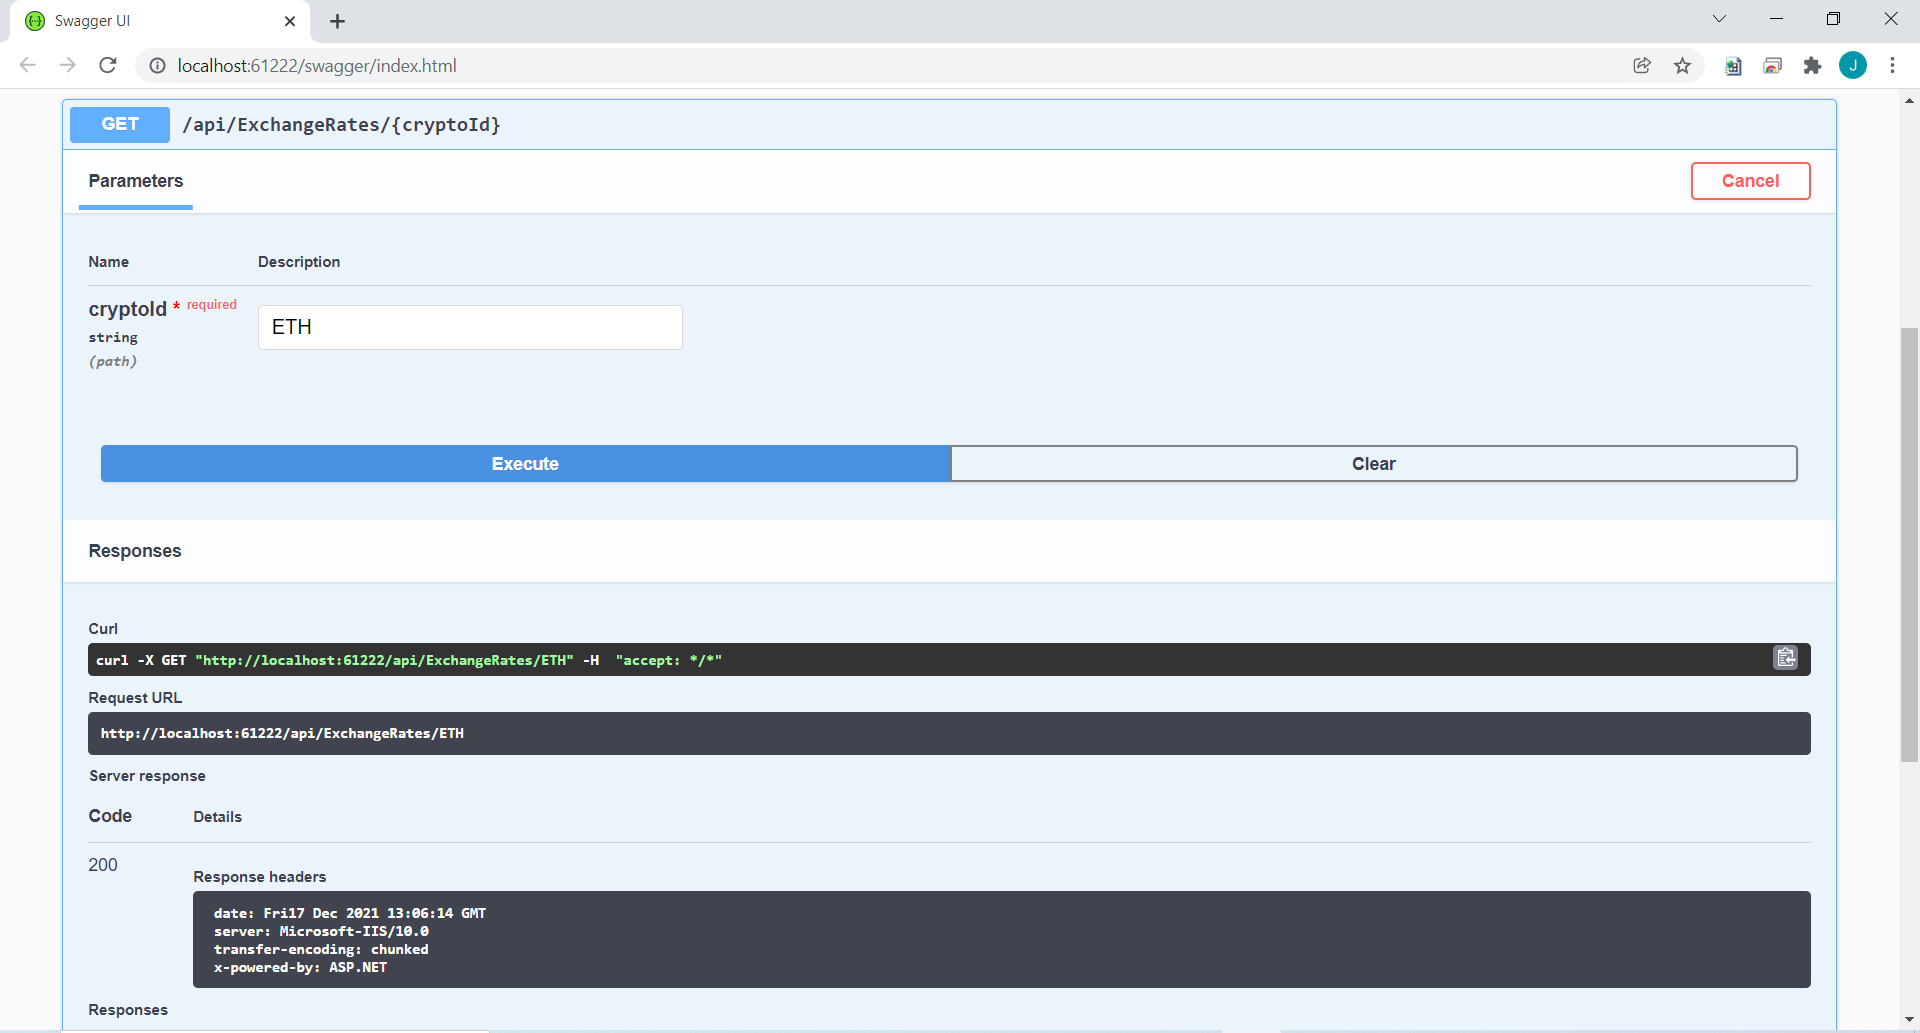 Swagger UI
localhost:61222/swagger/index.html
J
GET /api/ExchangeRates/{cryptoId}
Parameters
Cancel
Name Description
cryptoId * required
string
(path)
ETH
Execute
Clear
Responses
Curl
curl -X GET "http://localhost:61222/api/ExchangeRates/ETH" -H  "accept: */*"
Request URL
http://localhost:61222/api/ExchangeRates/ETH
Server response
Code Details
200
Response headers
date: Fri17 Dec 2021 13:06:14 GMT
server: Microsoft-IIS/10.0
transfer-encoding: chunked
x-powered-by: ASP.NET
Responses